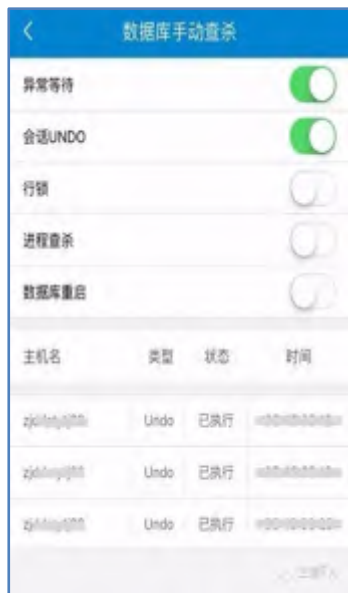 数据库手动查杀
异常等待
会话UNDO
行锁
进程查杀
数据库重启
主机名 类型 状态 时间
Undo 已执行
Undo 已执行
Undo 已执行